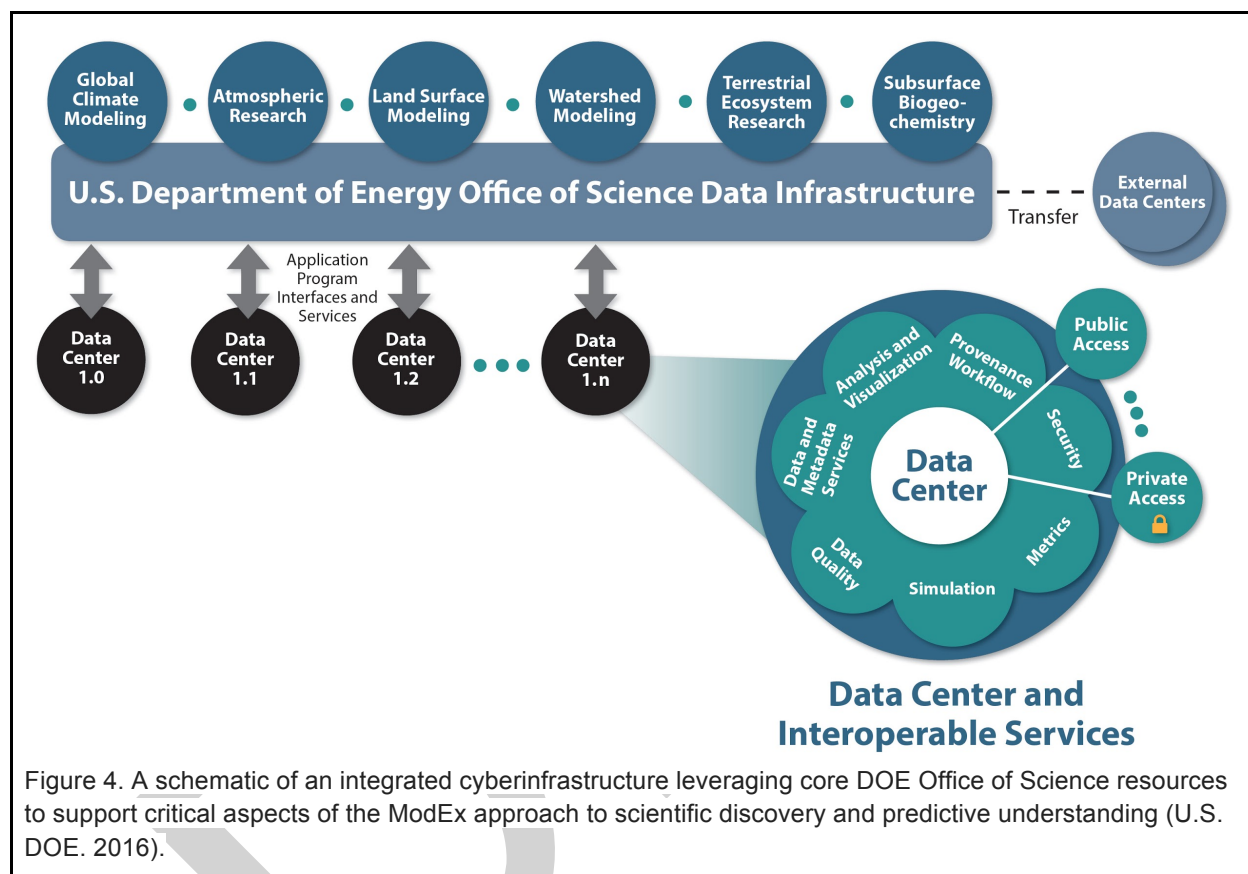 Global
Climate
Modeling
Atmospheric
Research
Land Surface
Modeling
Watershed
Modeling
Terrestrial
Ecosystem
Research
Subsurface
Biogeo-
chemistry
U.S. Department of Energy Office of Science Data Infrastructure
Transfer
External
Data Centers
Application
Program
Interfaces and
Services
Data
Center
1.0
Data
Center
1.1
Data
Center
1.2
Data
Center
1.n
Analysis and
Visualization
Provenance
Workflow
Public
Access
Security
Data and
Metadata
Services
Data
Center
Private
Access
Metrics
Data
Quality
Simulation
Data Center and
Interoperable Services
Figure 4. A schematic of an integrated cyberinfrastructure leveraging core DOE Office of Science resources
to support critical aspects of the ModEx approach to scientific discovery and predictive understanding (U.S.
DOE. 2016).